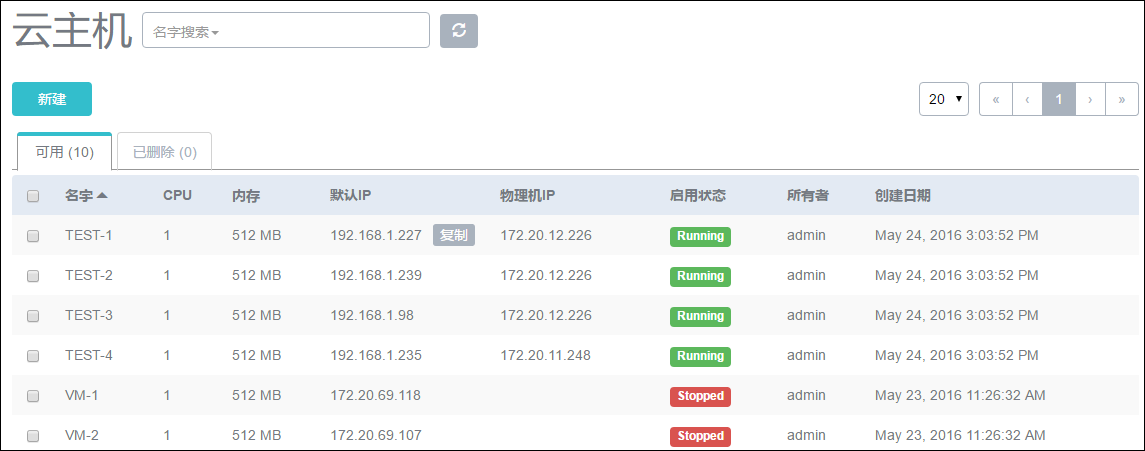 云主机 名字搜索
新建 20 « ‹ 1 › »
可用 (10) 已删除 (0)
名字 CPU 内存 默认IP 物理机IP 启用状态 所有者 创建日期
TEST-1 1 512 MB 192.168.1.227 复制 172.20.12.226 Running admin May 24, 2016 3:03:52 PM
TEST-2 1 512 MB 192.168.1.239 172.20.12.226 Running admin May 24, 2016 3:03:52 PM
TEST-3 1 512 MB 192.168.1.98 172.20.12.226 Running admin May 24, 2016 3:03:52 PM
TEST-4 1 512 MB 192.168.1.235 172.20.11.248 Running admin May 24, 2016 3:03:52 PM
VM-1 1 512 MB 172.20.69.118 Stopped admin May 23, 2016 11:26:32 AM
VM-2 1 512 MB 172.20.69.107 Stopped admin May 23, 2016 11:26:32 AM